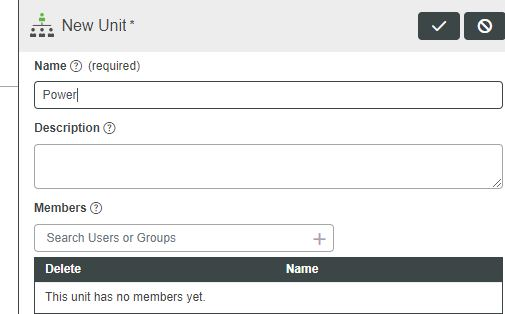 New Unit *
Name ? (required)
Power
Description ?
Members ?
Search Users or Groups +
Delete Name
This unit has no members yet.